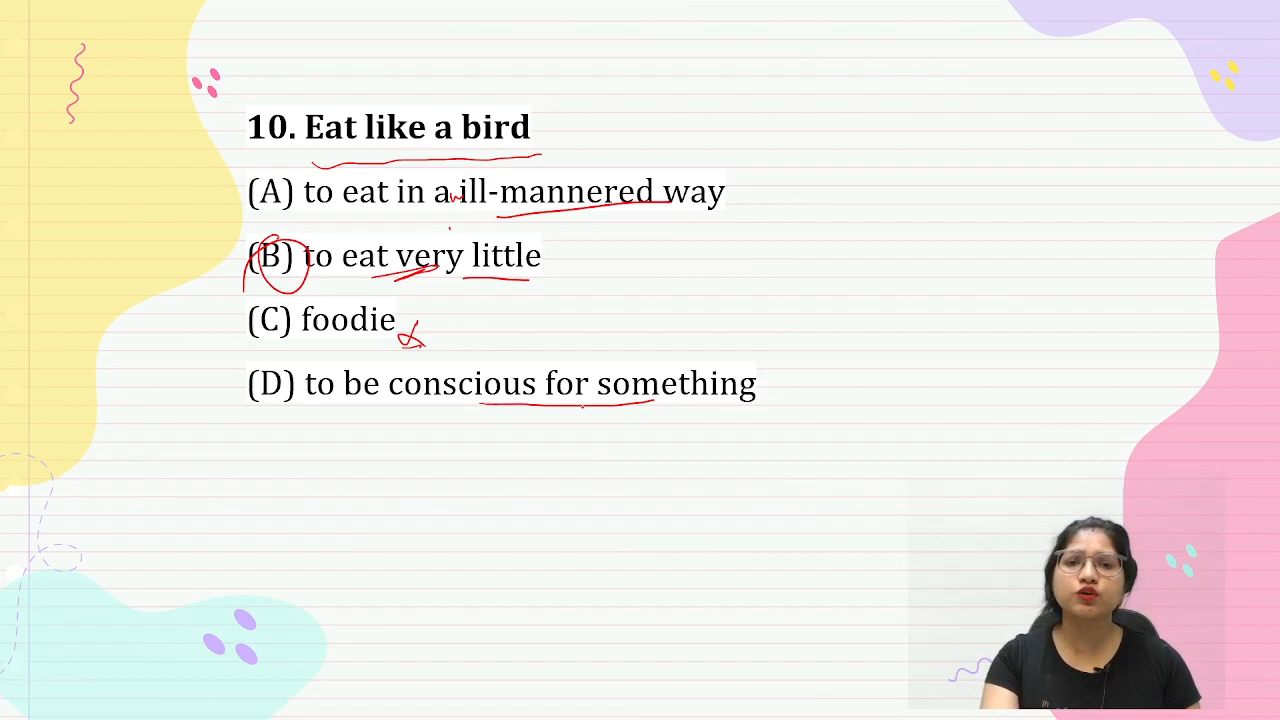 10. Eat like a bird
(A) to eat in a ill-mannered way
(B) to eat very little
(C) foodie
(D) to be conscious for something